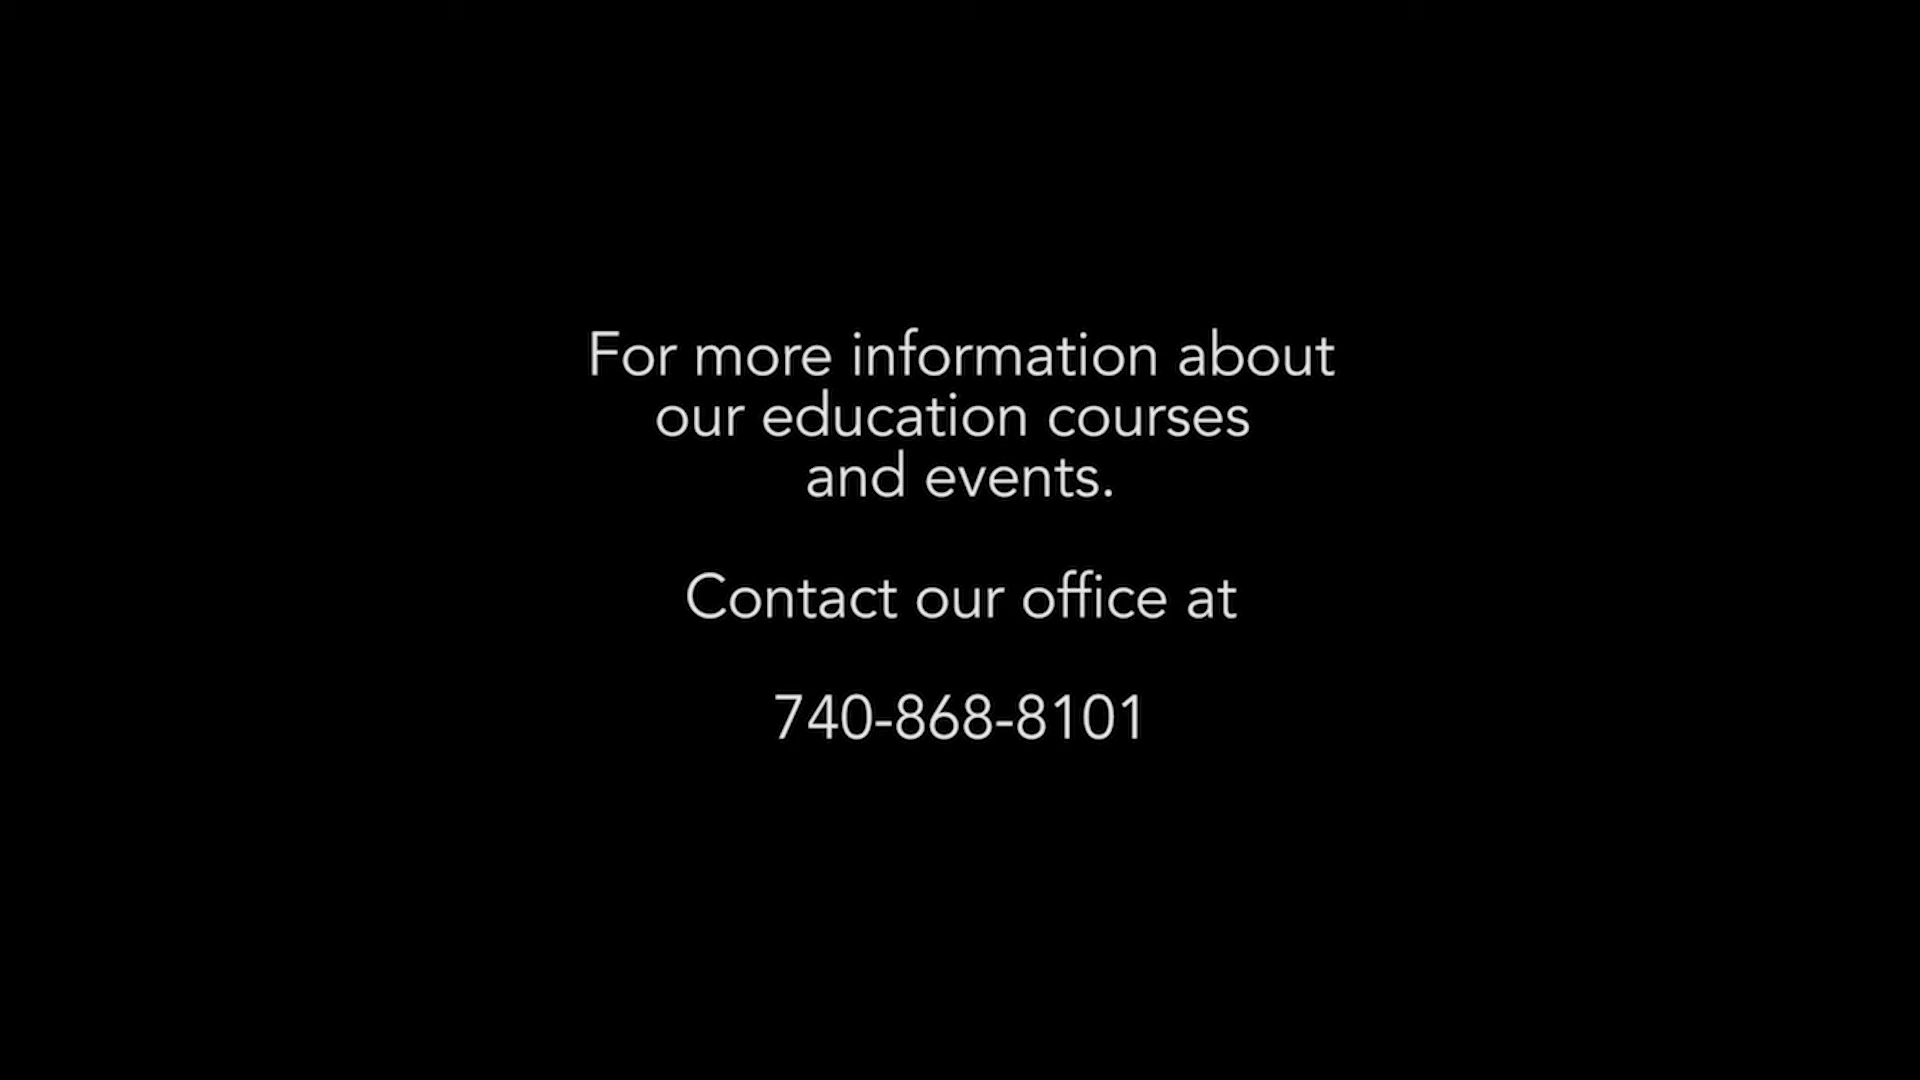 For more information about
our education courses
and events.
Contact our office at
740-868-8101